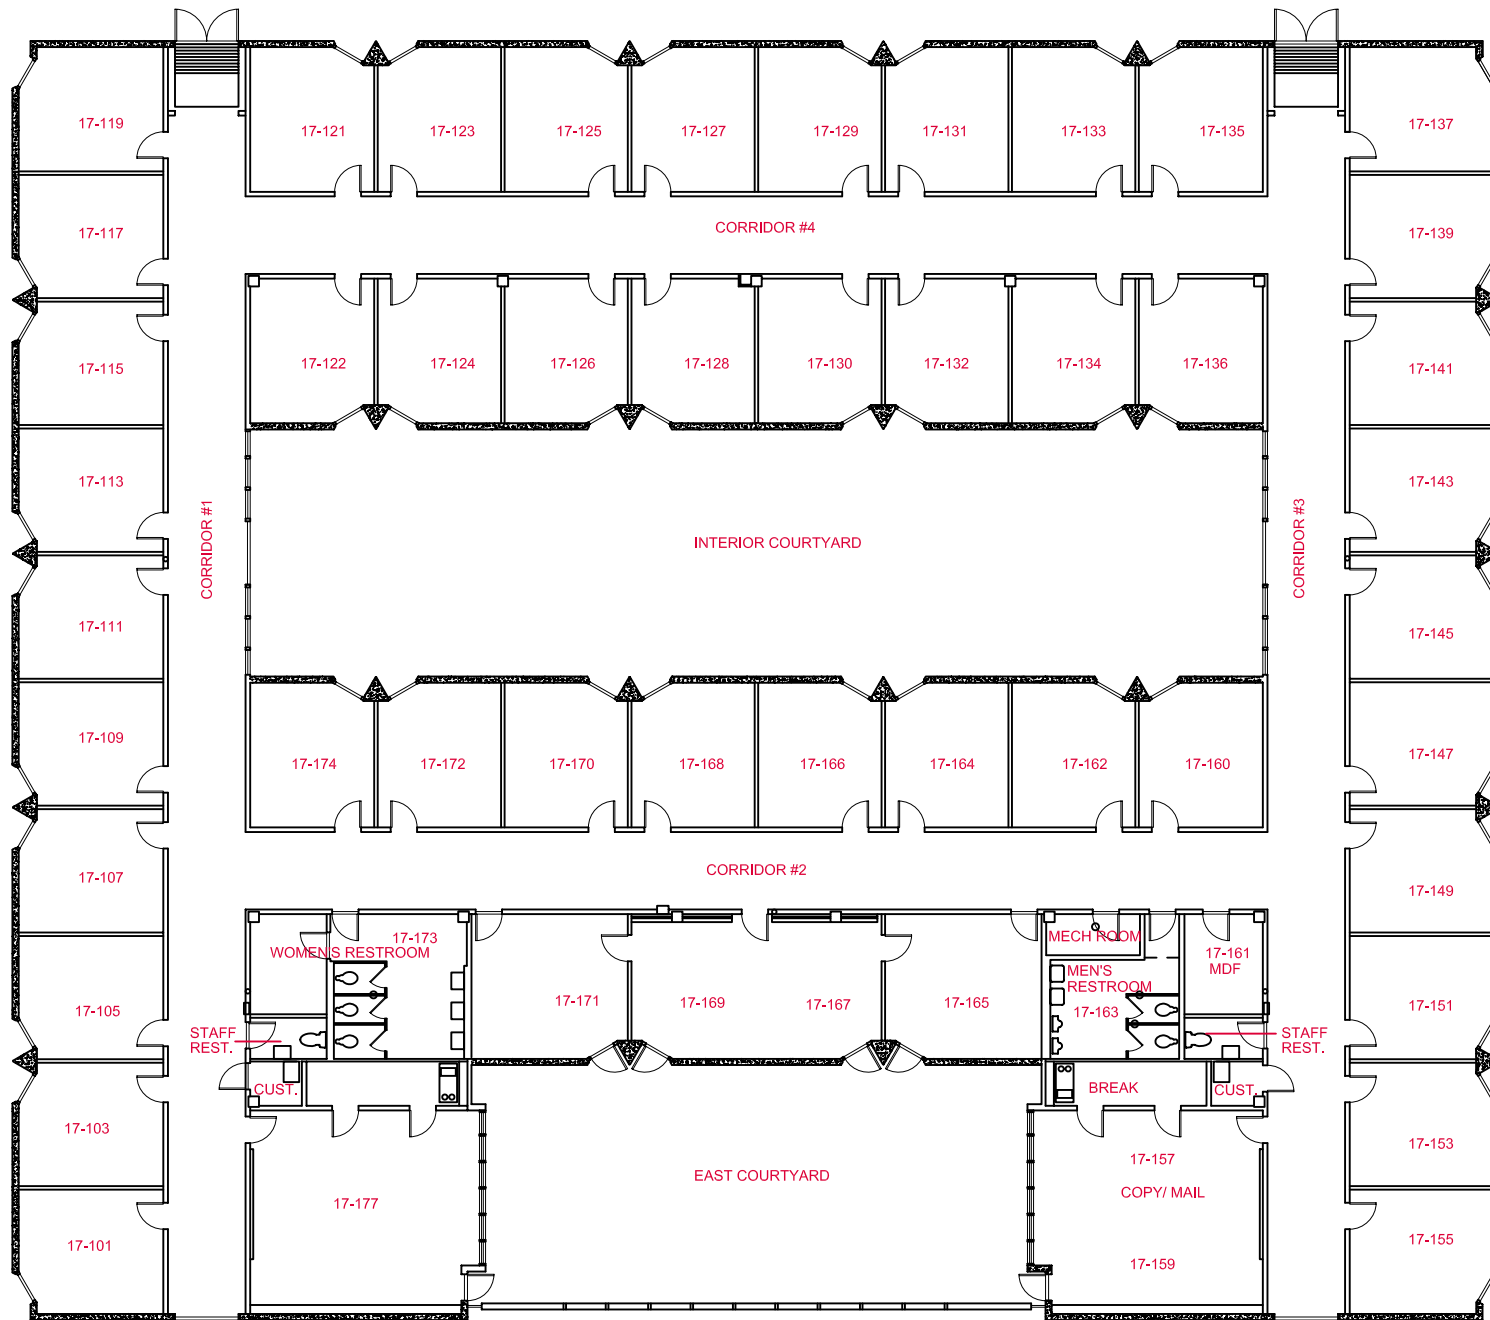 17-119
17-121
17-123
17-125
17-127
17-129
17-131
17-133
17-135
17-137
17-117
CORRIDOR #4
17-139
17-115
17-122
17-124
17-126
17-128
17-130
17-132
17-134
17-136
17-141
17-113
17-143
CORRIDOR #1
INTERIOR COURTYARD
CORRIDOR #3
17-111
17-145
17-109
17-174
17-172
17-170
17-168
17-166
17-164
17-162
17-160
17-147
17-107
CORRIDOR #2
17-149
17-173
WOMEN'S RESTROOM
MECH ROOM
17-161
MDF
MEN'S
RESTROOM
17-105
17-171
17-169
17-167
17-165
17-163
17-151
STAFF
REST.
STAFF
REST.
CUST.
BREAK
CUST.
17-103
17-153
17-157
EAST COURTYARD
COPY/ MAIL
17-177
17-101
17-159
17-155